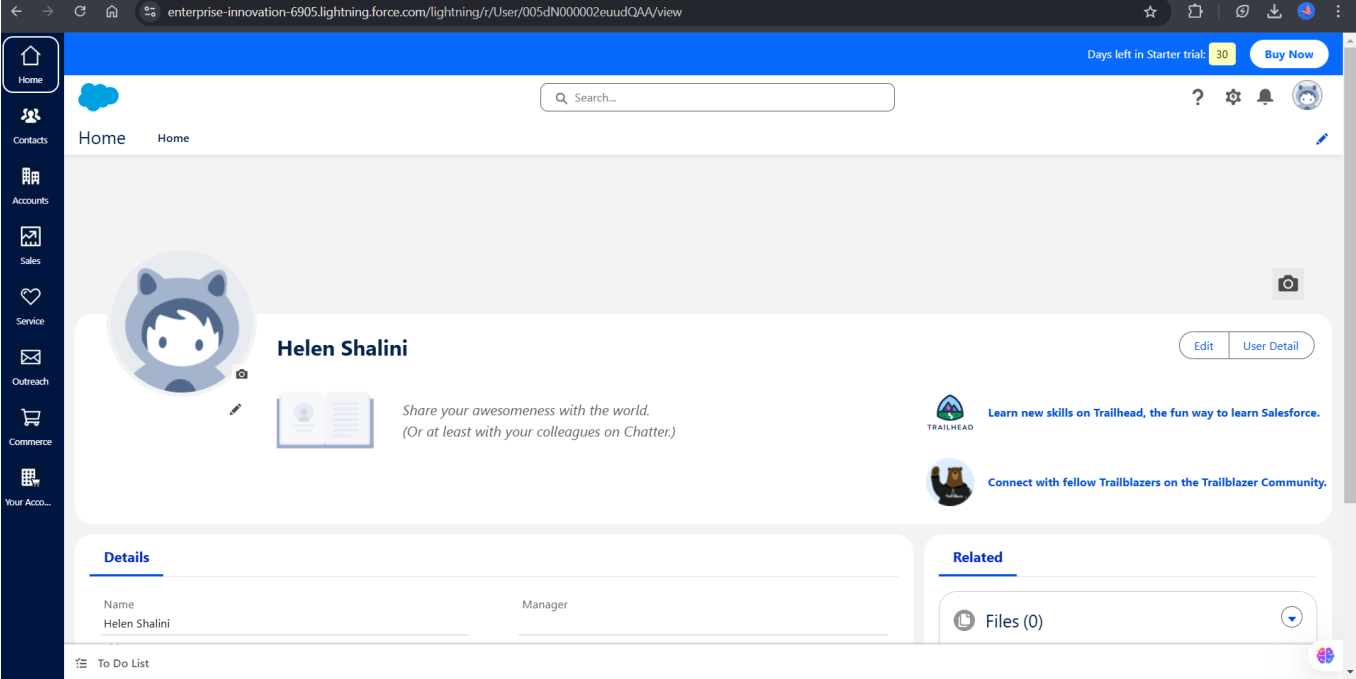 enterprise-innovation-6905.lightning.force.com/lightning/r/User/005dN000002euudQAA/view
Days left in Starter trial: 30 Buy Now
Home
Search...
Contacts
Home Home
Accounts
Sales
Service
Helen Shalini
Edit User Detail
Outreach
Share your awesomeness with the world.
(Or at least with your colleagues on Chatter.)
TRAILHEAD
Learn new skills on Trailhead, the fun way to learn Salesforce.
Commerce
Connect with fellow Trailblazers on the Trailblazer Community.
Your Acco...
Details
Related
Name
Manager
Helen Shalini
Files (0)
To Do List